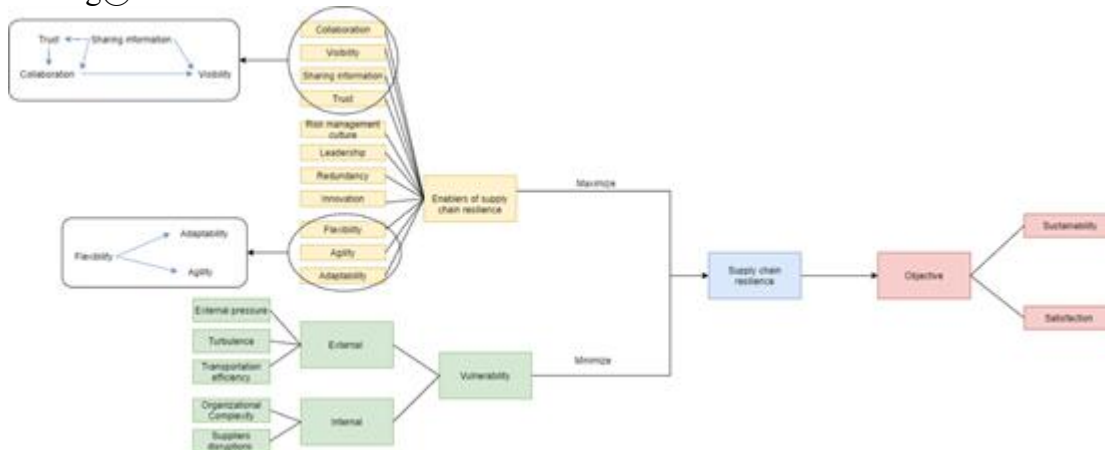 Trust
Sharing information
Collaboration
Visibility
Collaboration
Visibility
Sharing information
Trust
Risk management
culture
Leadership
Redundancy
Innovation
Flexibility
Agility
Adaptability
Enablers of supply
chain resilience
Maximize
Flexibility
Adaptability
Agility
External pressure
Turbulence
Transportation
efficiency
Organizational
Complexity
Suppliers
disruptions
External
Internal
Vulnerability
Minimize
Supply chain
resilience
Objective
Sustainability
Satisfaction